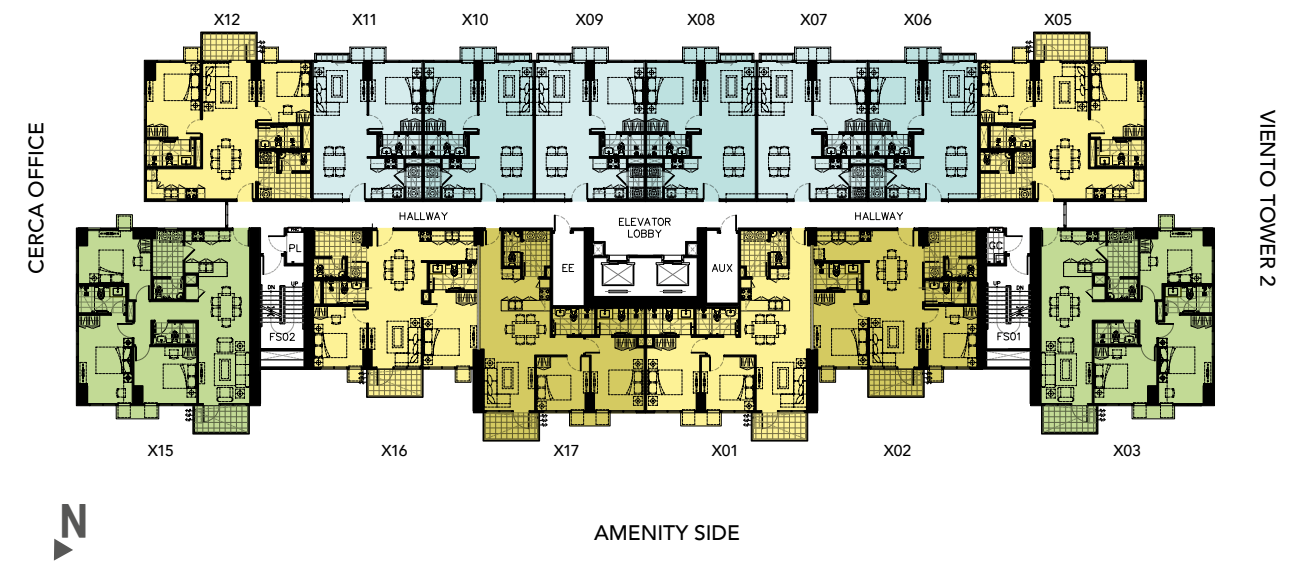 X12 X11 X10 X09 X08 X07 X06 X05
CERCA OFFICE
VIENTO TOWER 2
HALLWAY
ELEVATOR
LOBBY
HALLWAY
PL
EE
AUX
CC
DN UP
UP DN
FS02
FS01
X15 X16 X17 X01 X02 X03
N
AMENITY SIDE